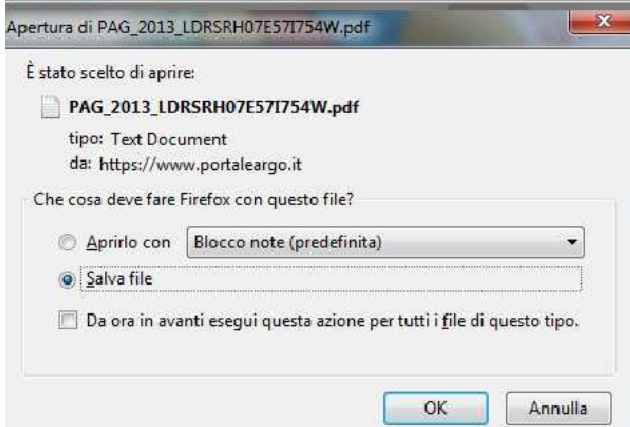 Apertura di PAG_2013_LDRSRH07E57I754W.pdf
È stato scelto di aprire:
PAG_2013_LDRSRH07E57I754W.pdf
tipo: Text Document
da: https://www.portaleargo.it
Che cosa deve fare Firefox con questo file?
Aprirlo con Blocco note (predefinita)
Salva file
Da ora in avanti esegui questa azione per tutti i file di questo tipo.
OK Annulla